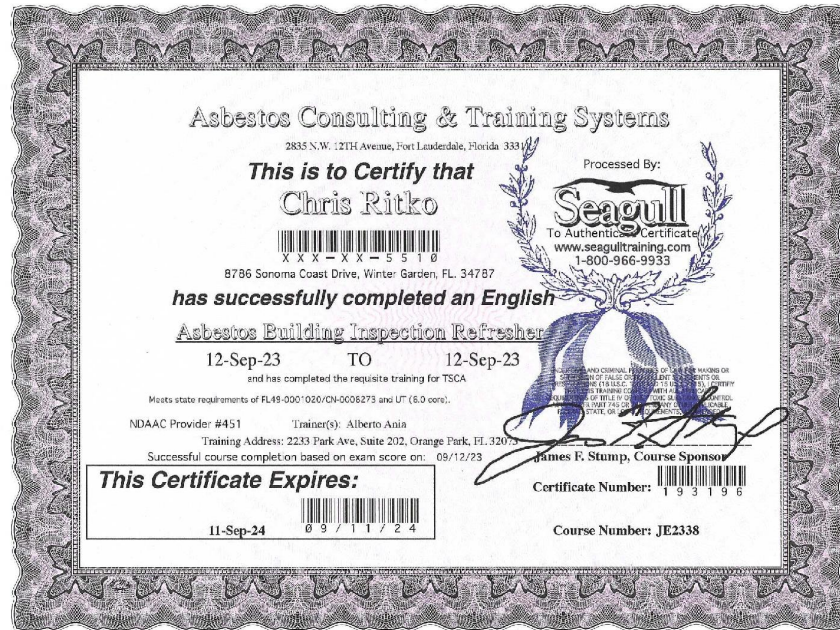 Asbestos Consulting & Training Systems
2835 N.W. 12TH Avenue, Fort Lauderdale, Florida
This is to Certify that
Chris Ritko
XXX-XX-5510
8786 Sonoma Coast Drive, Winter Garden, FL. 34787
has successfully completed an English
Asbestos Building Inspection Refresher
12-Sep-23 TO 12-Sep-23
and has completed the requisite training for TSCA
Meets state requirements of FL49-0001020/CN-0006273 and UT (6.0 core).
NDAAC Provider #451 Trainer(s): Alberto Ania
Training Address: 2233 Park Ave, Suite 202, Orange Park, FL 32073
Successful course completion based on exam score on: 09/12/23
This Certificate Expires:
11-Sep-24
09/11/24
Processed By:
Seagull
To Authenticate Certificate
www.seagulltraining.com
1-800-966-9933
James F. Stump, Course Sponsor
Certificate Number:
193196
Course Number: JE2338